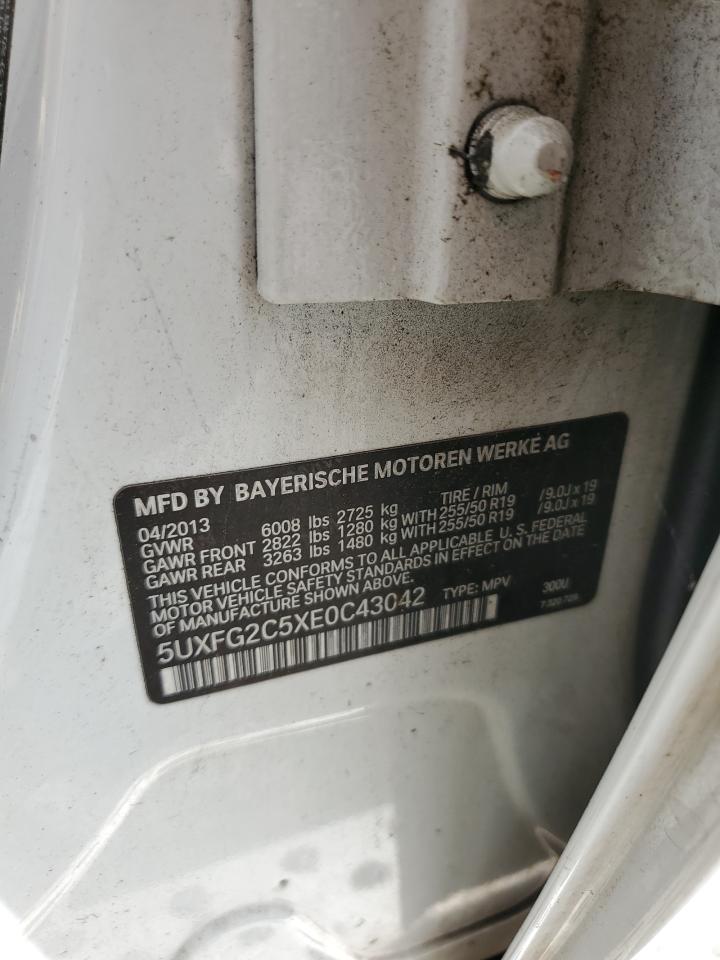 MFD BY BAYERISCHE MOTOREN WERKE AG
04/2013 TIRE / RIM
GVWR 6008 lbs 2725 kg
GAWR FRONT 2822 lbs 1280 kg WITH 255/50 R19 /9.0J x 19
GAWR REAR 3263 lbs 1480 kg WITH 255/50 R19 /9.0J x 19
THIS VEHICLE CONFORMS TO ALL APPLICABLE U.S. FEDERAL
MOTOR VEHICLE SAFETY STANDARDS IN EFFECT ON THE DATE
OF MANUFACTURE SHOWN ABOVE.
5UXFG2C5XE0C43042 TYPE: MPV 300U